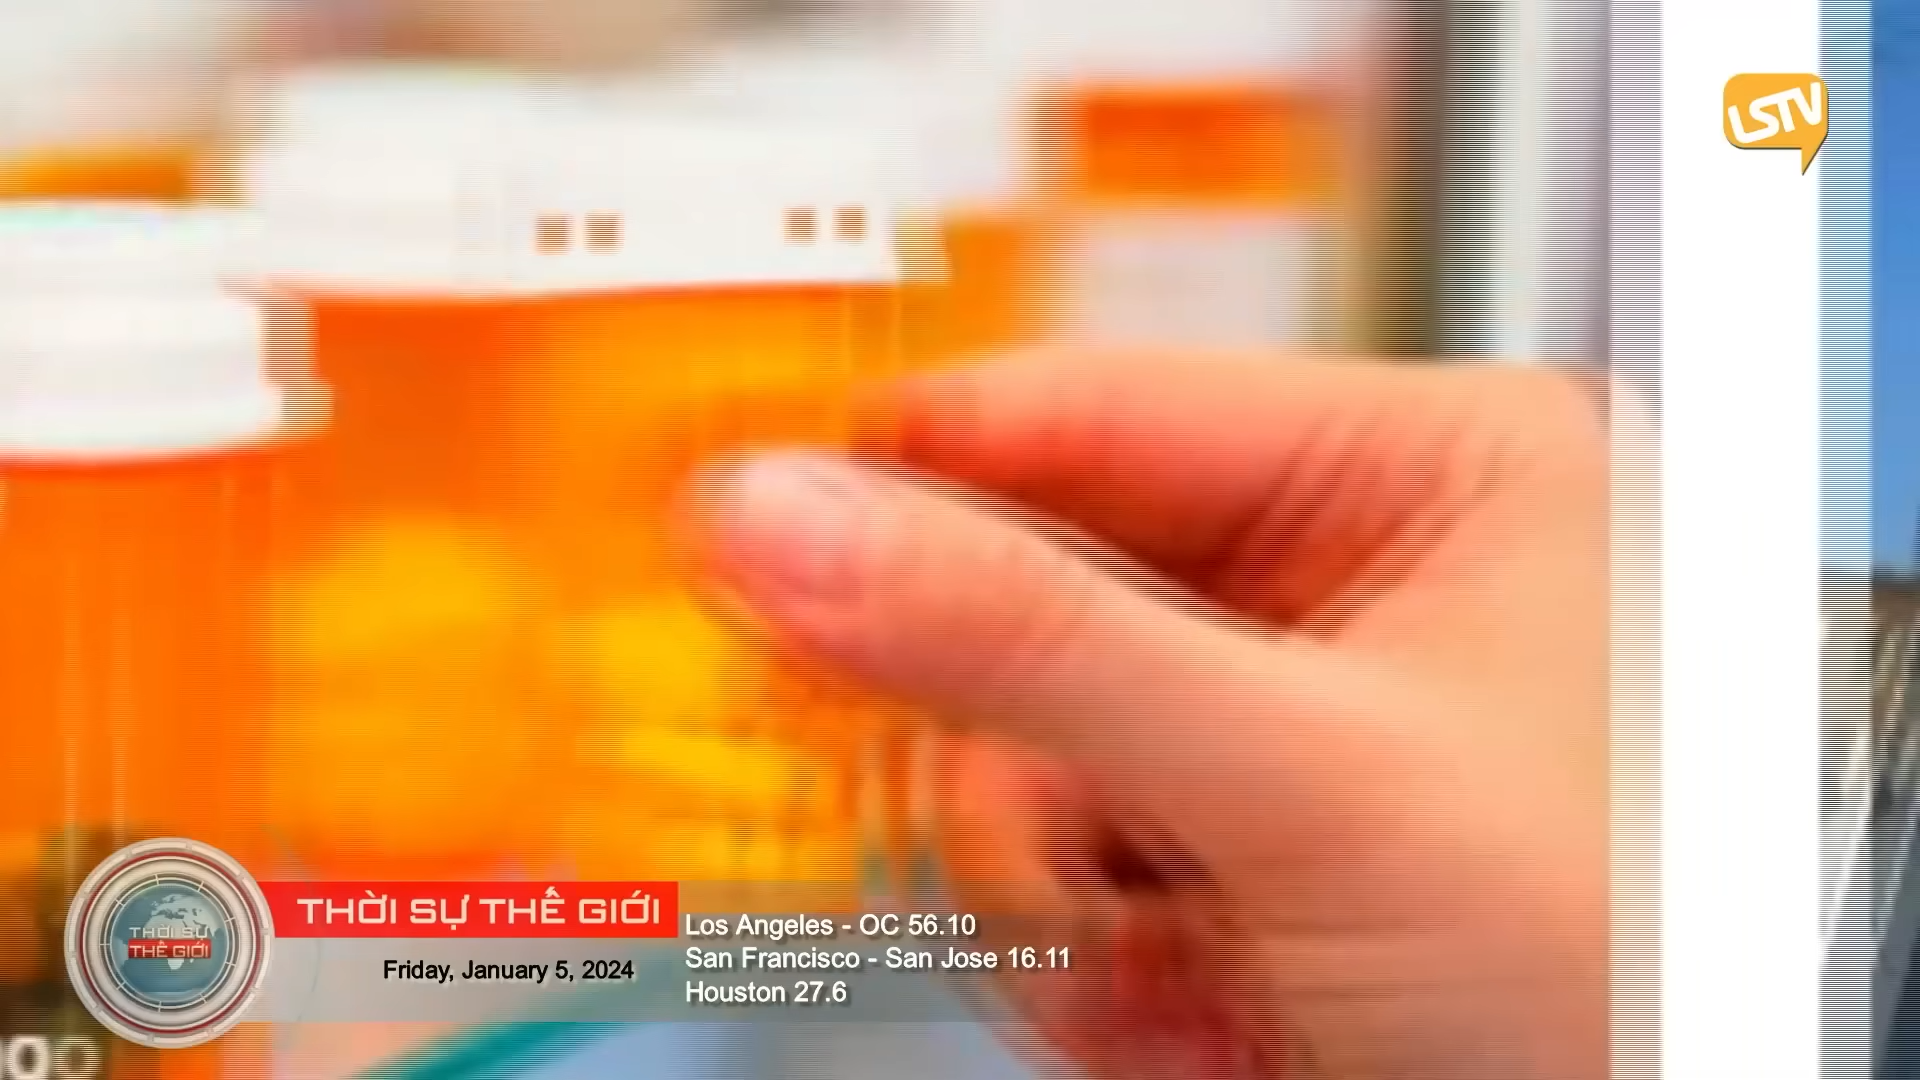 LSTV
THỜI SỰ THẾ GIỚI
THỜI SỰ
THẾ GIỚI
Friday, January 5, 2024
Los Angeles - OC 56.10
San Francisco - San Jose 16.11
Houston 27.6